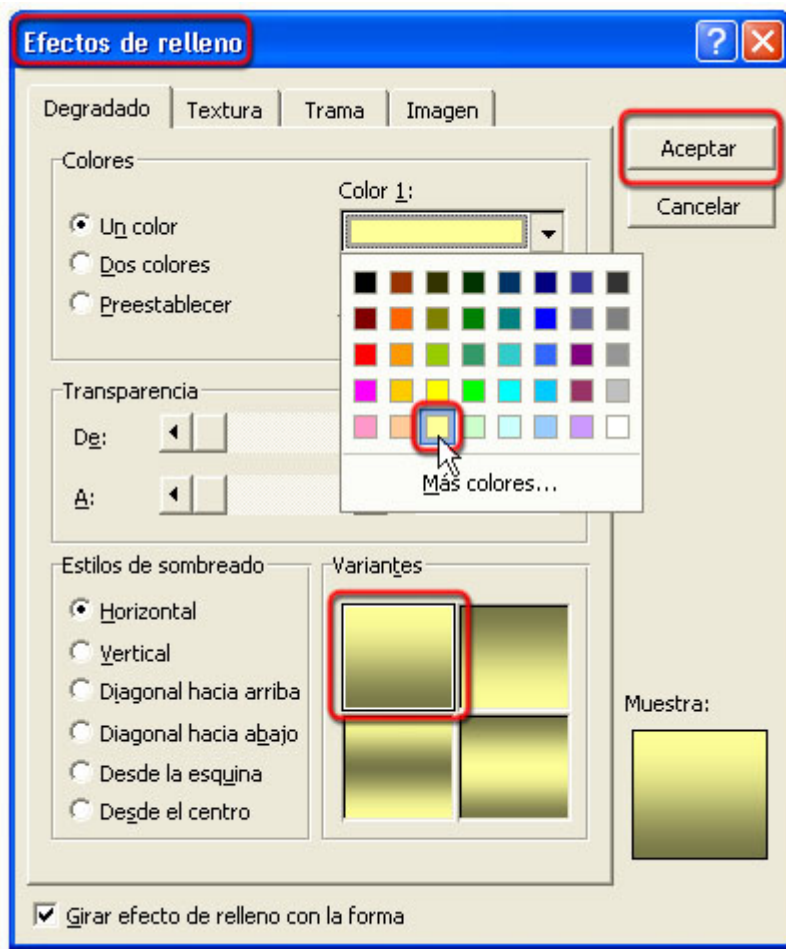 Efectos de relleno
Degradado Textura Trama Imagen
Aceptar
Cancelar
Colores
Color 1:
Un color
Dos colores
Preestablecer
Más colores...
Transparencia
De:
A:
Estilos de sombreado
Horizontal
Vertical
Diagonal hacia arriba
Diagonal hacia abajo
Desde la esquina
Desde el centro
Variantes
Muestra:
Girar efecto de relleno con la forma